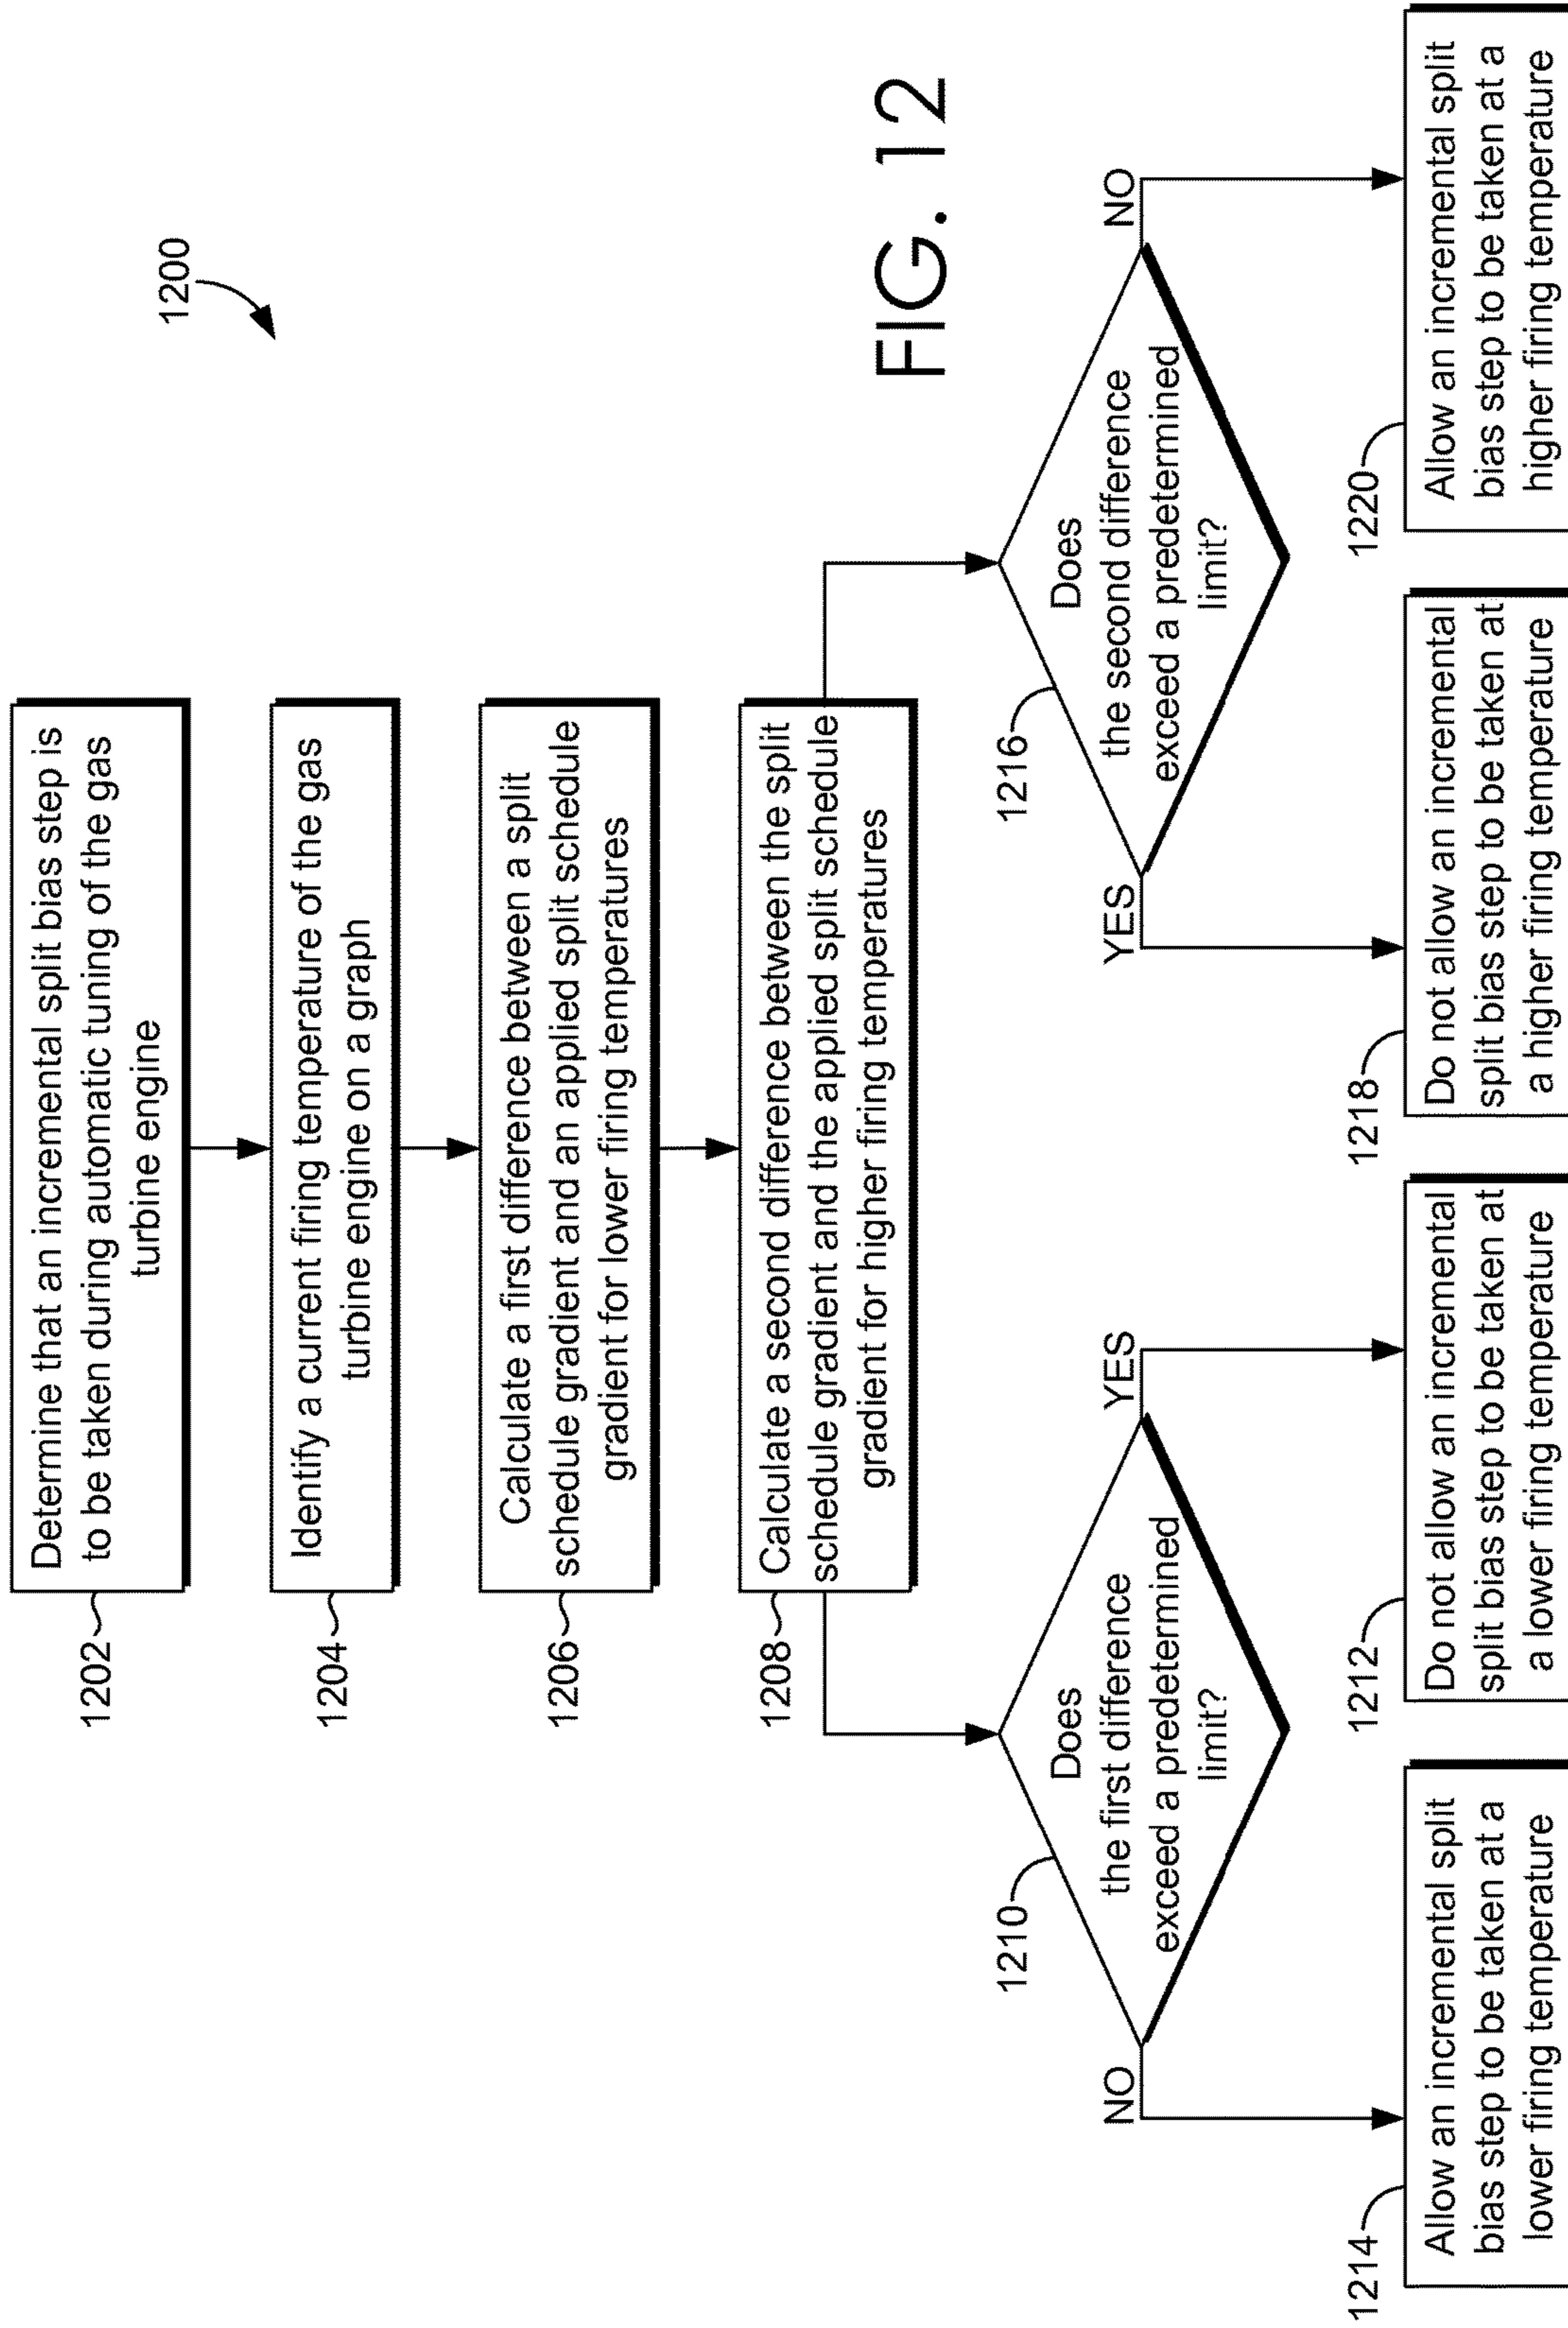 1200
1202
Determine that an incremental split bias step is
to be taken during automatic tuning of the gas
turbine engine
1204
Identify a current firing temperature of the gas
turbine engine on a graph
1206
Calculate a first difference between a split
schedule gradient and an applied split schedule
gradient for lower firing temperatures
1208
Calculate a second difference between the split
schedule gradient and the applied split schedule
gradient for higher firing temperatures
FIG. 12
1210
Does
the first difference
exceed a predetermined
limit?
NO
YES
1216
Does
the second difference
exceed a predetermined
limit?
YES
NO
1214
Allow an incremental split
bias step to be taken at a
lower firing temperature
1212
Do not allow an incremental
split bias step to be taken at
a lower firing temperature
1218
Do not allow an incremental
split bias step to be taken at
a higher firing temperature
1220
Allow an incremental split
bias step to be taken at a
higher firing temperature